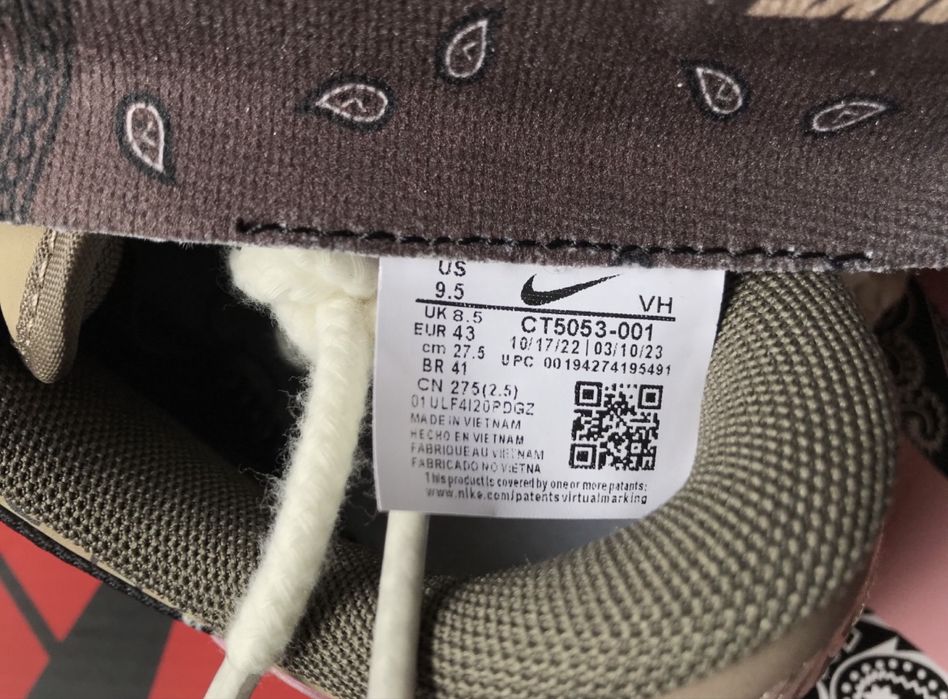 US
9.5
VH
UK 8.5
EUR 43
cm 27.5
BR 41
CN 275(2.5)
CT5053-001
10/17/22 | 03/10/23
UPC 00194274195491
01ULF4I20PDGZ
MADE IN VIETNAM
HECHO EN VIETNAM
FABRIQUE AU VIETNAM
FABRICADO NO VIETNA
This product is covered by one or more patents:
www.nike.com/patents virtualmarking